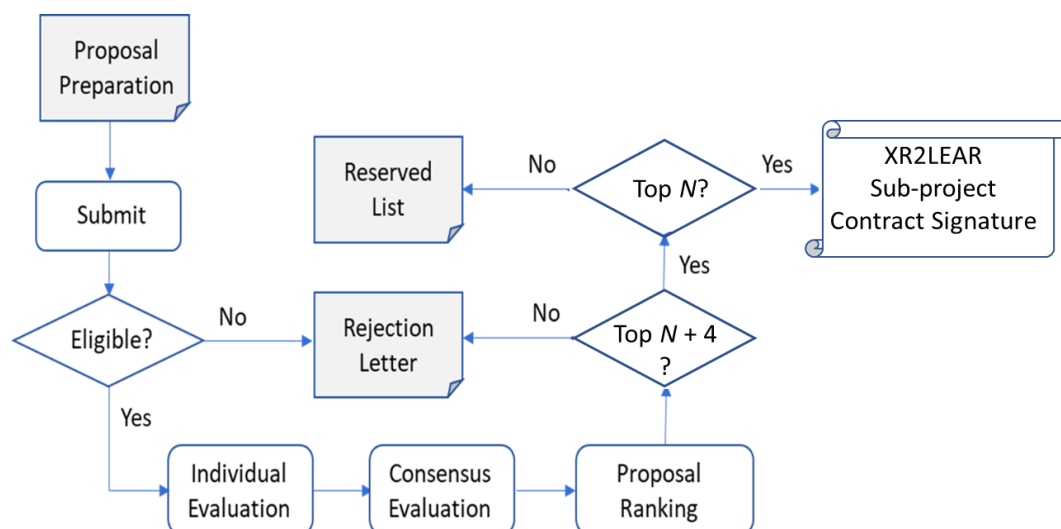 Proposal
Preparation
Submit
Eligible?
No
Yes
Rejection
Letter
Individual
Evaluation
Consensus
Evaluation
Proposal
Ranking
Top N + 4
?
No
Yes
Top N?
No
Yes
Reserved
List
XR2LEAR
Sub-project
Contract Signature